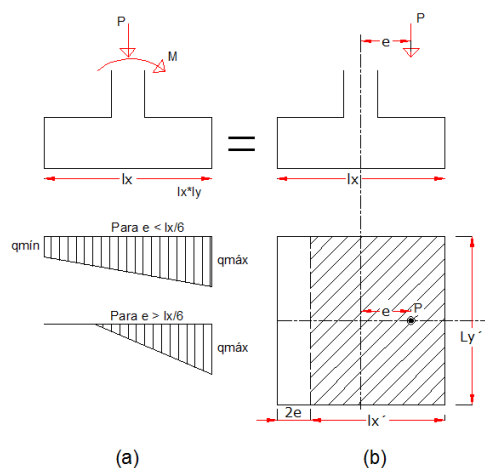 P
M
lx
lx*ly
=
P
e
lx
Para e < lx/6
qmín
qmáx
Para e > lx/6
qmáx
e
P
Ly´
2e
lx´
(a)
(b)